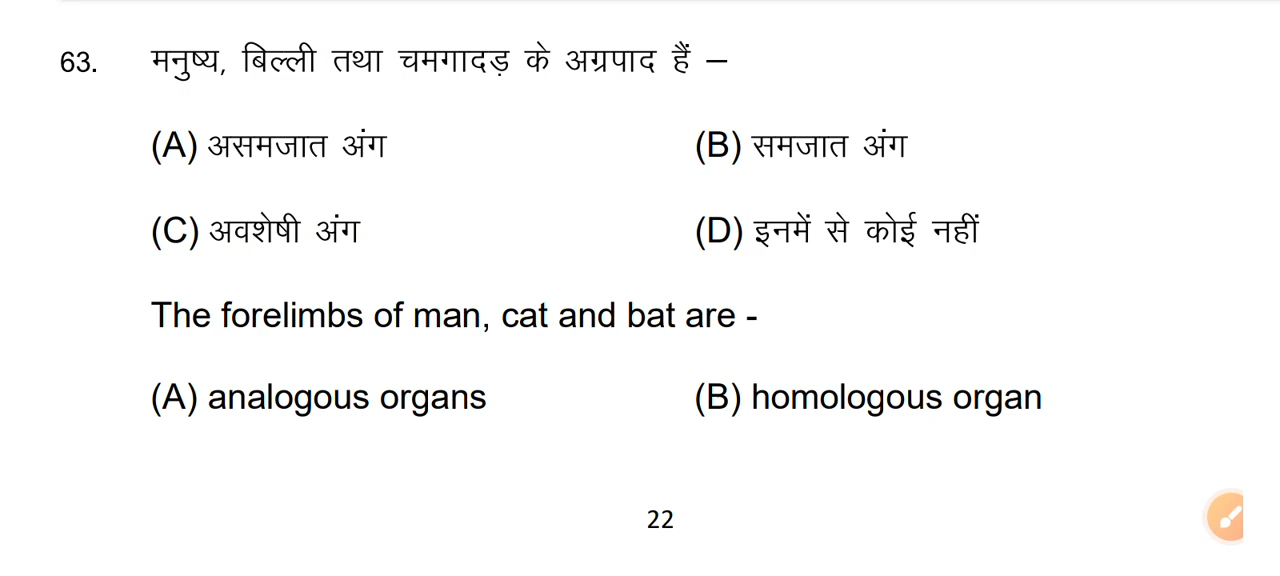 63. मनुष्य, बिल्ली तथा चमगादड़ के अग्रपाद हैं –
(A) असमजात अंग (B) समजात अंग
(C) अवशेषी अंग (D) इनमें से कोई नहीं
The forelimbs of man, cat and bat are -
(A) analogous organs (B) homologous organ
22